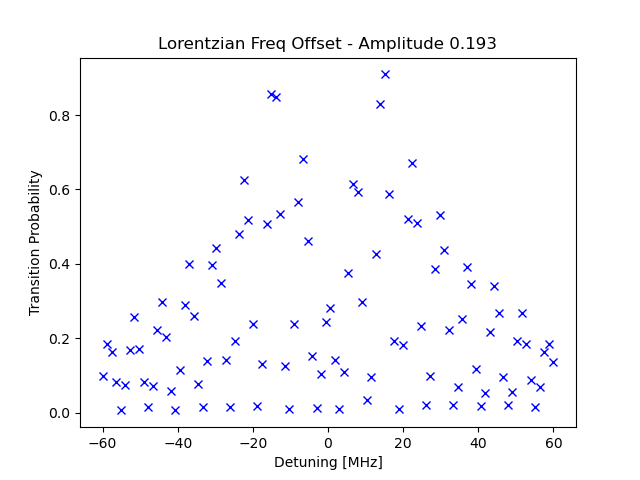 Lorentzian Freq Offset - Amplitude 0.193
Transition Probability
0.8
0.6
0.4
0.2
0.0
−60 −40 −20 0 20 40 60
Detuning [MHz]